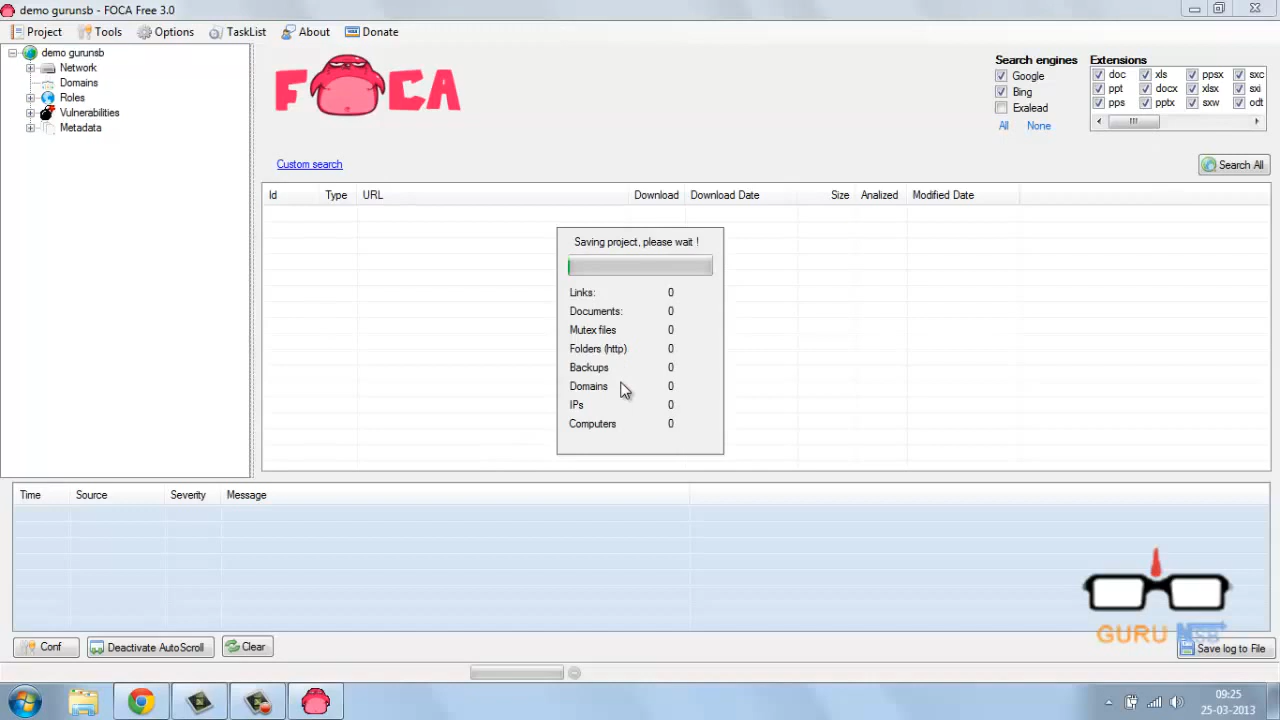 demo gurunsb - FOCA Free 3.0
Project Tools Options TaskList About Donate
demo gurunsb
Network
Domains
Roles
Vulnerabilities
Metadata
FOCA
Search engines
Google
Bing
Exalead
All None
Extensions
doc xls ppsx sxc
ppt docx xlsx sxi
pps pptx sxw odt
Custom search
Search All
Id Type URL Download Download Date Size Analized Modified Date
Saving project, please wait !
Links: 0
Documents: 0
Mutex files 0
Folders (http) 0
Backups 0
Domains 0
IPs 0
Computers 0
Time Source Severity Message
GURU NSB
Conf Deactivate AutoScroll Clear
Save log to File
09:25
25-03-2013